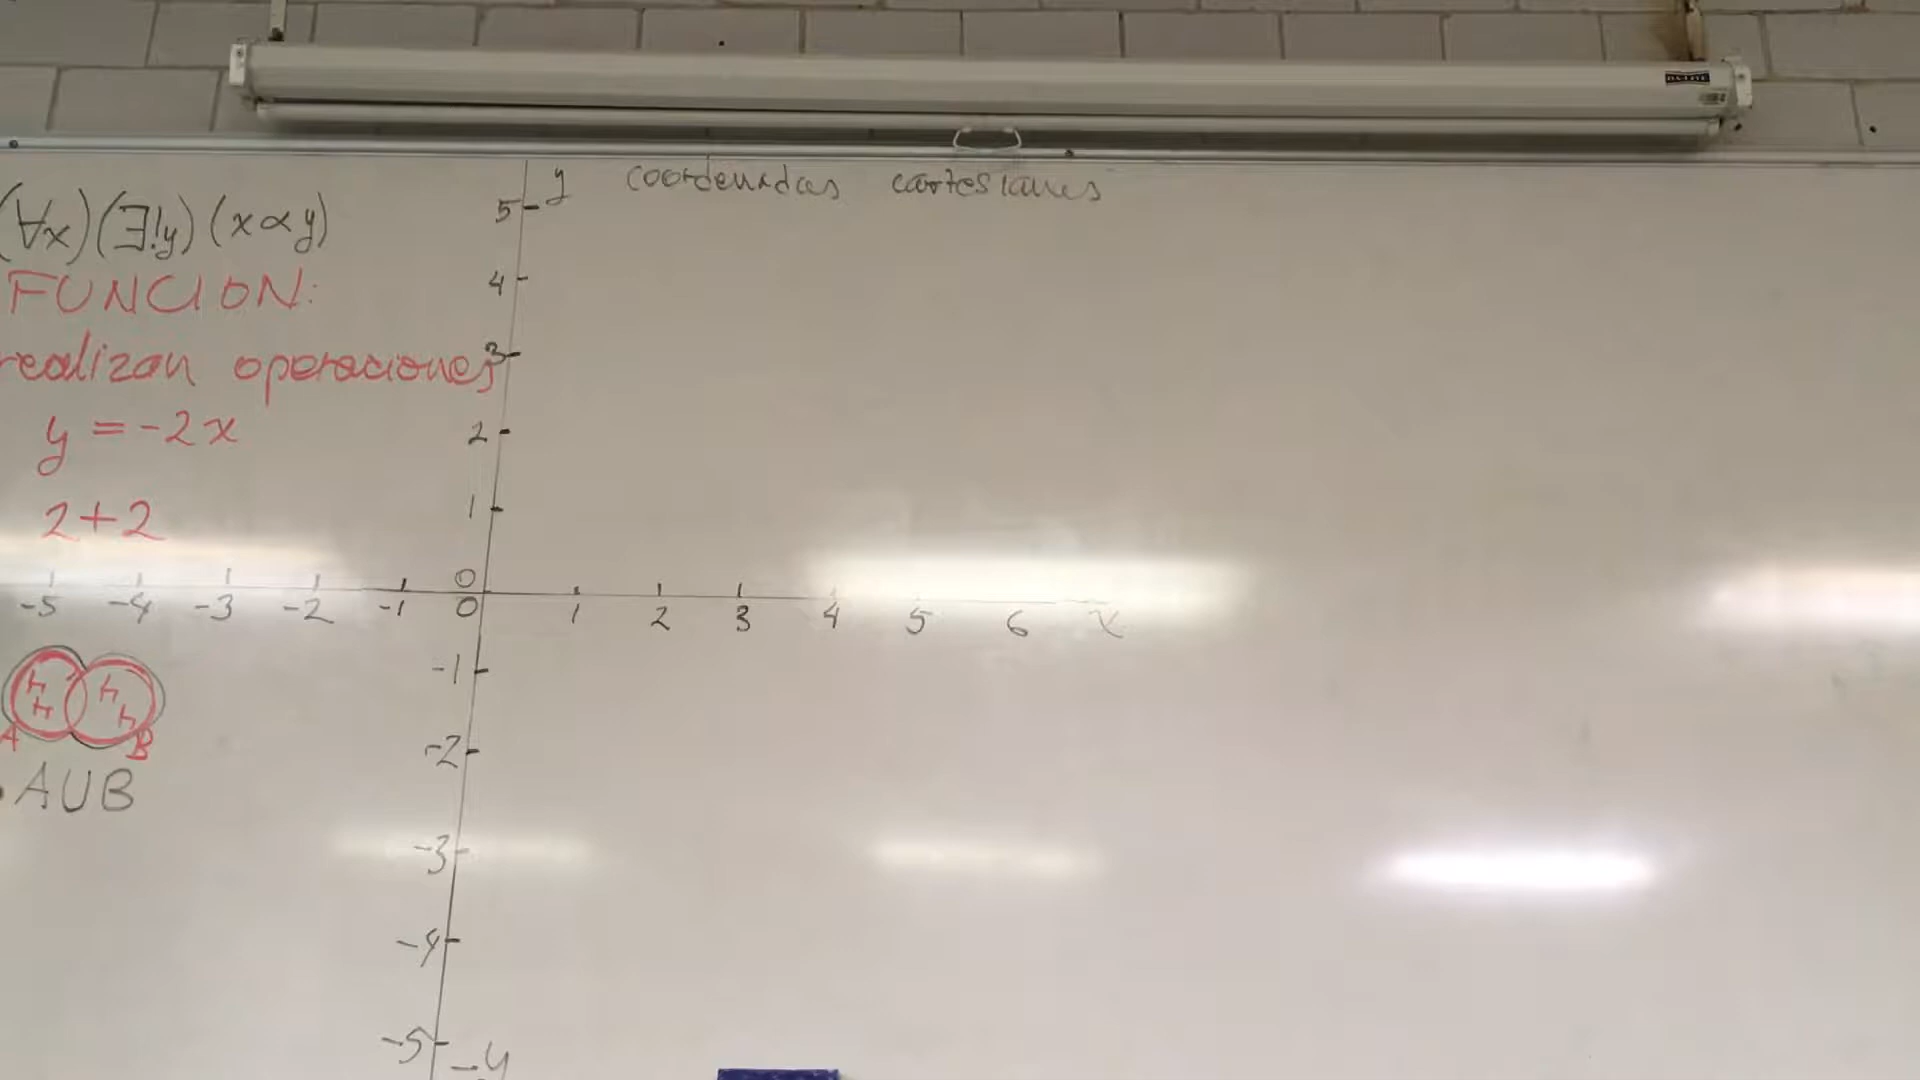 y coordenadas cartesianas
(∀x)(∃!y)(x∝y)
FUNCION:
realizan operaciones
y = -2x
2+2
5
4
3
2
1
0
-5 -4 -3 -2 -1 0 1 2 3 4 5 6 x
-1
-2
-3
-4
-5
-y
A B
AUB